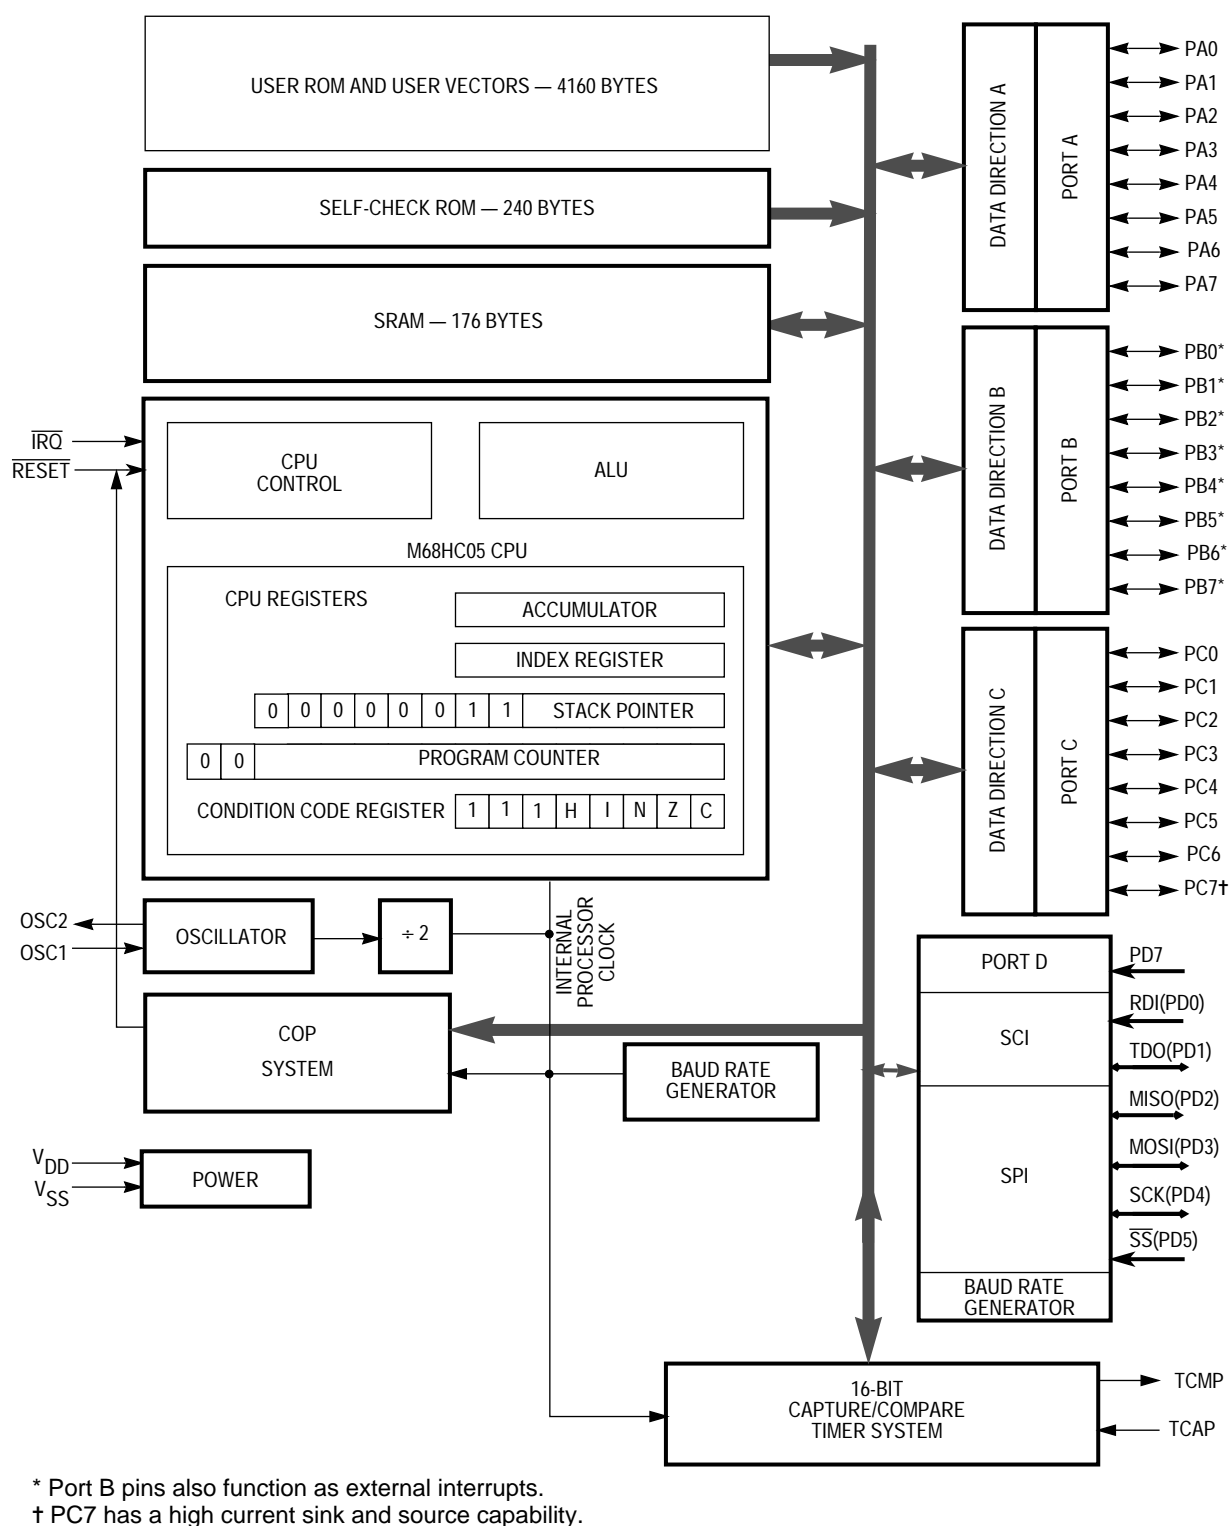 USER ROM AND USER VECTORS — 4160 BYTES
SELF-CHECK ROM — 240 BYTES
SRAM — 176 BYTES
IRQ
RESET
CPU
CONTROL
ALU
M68HC05 CPU
CPU REGISTERS
ACCUMULATOR
INDEX REGISTER
0 0 0 0 0 0 1 1 STACK POINTER
0 0 PROGRAM COUNTER
CONDITION CODE REGISTER 1 1 1 H I N Z C
OSC2
OSC1
OSCILLATOR
÷ 2
INTERNAL
PROCESSOR
CLOCK
COP
SYSTEM
BAUD RATE
GENERATOR
VDD
VSS
POWER
DATA DIRECTION A
PORT A
PA0
PA1
PA2
PA3
PA4
PA5
PA6
PA7
DATA DIRECTION B
PORT B
PB0*
PB1*
PB2*
PB3*
PB4*
PB5*
PB6*
PB7*
DATA DIRECTION C
PORT C
PC0
PC1
PC2
PC3
PC4
PC5
PC6
PC7†
PORT D
SCI
SPI
BAUD RATE
GENERATOR
PD7
RDI(PD0)
TDO(PD1)
MISO(PD2)
MOSI(PD3)
SCK(PD4)
SS(PD5)
16-BIT
CAPTURE/COMPARE
TIMER SYSTEM
TCMP
TCAP
* Port B pins also function as external interrupts.
† PC7 has a high current sink and source capability.